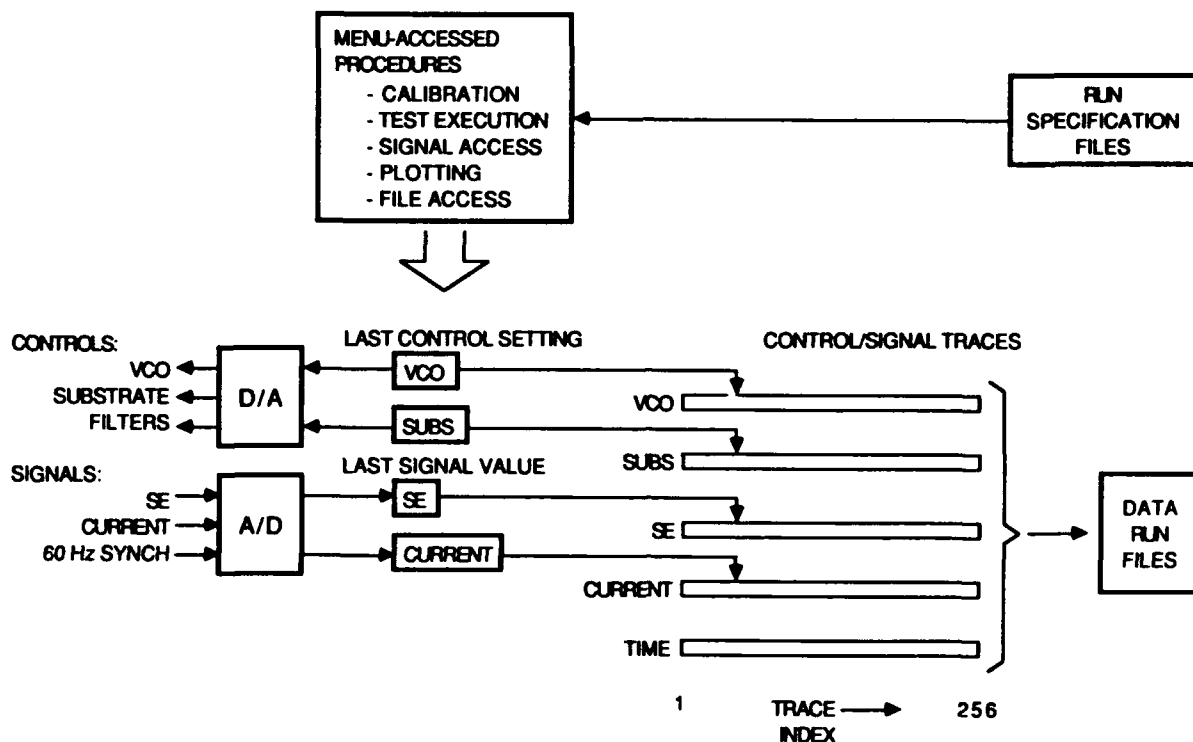 MENU-ACCESSED
PROCEDURES
- CALIBRATION
- TEST EXECUTION
- SIGNAL ACCESS
- PLOTTING
- FILE ACCESS
RUN
SPECIFICATION
FILES
CONTROLS:
VCO
SUBSTRATE
FILTERS
D/A
LAST CONTROL SETTING
VCO
SUBS
CONTROL/SIGNAL TRACES
VCO
SUBS
SIGNALS:
SE
CURRENT
60 Hz SYNCH
A/D
LAST SIGNAL VALUE
SE
CURRENT
SE
CURRENT
TIME
DATA
RUN
FILES
1
TRACE
INDEX
256